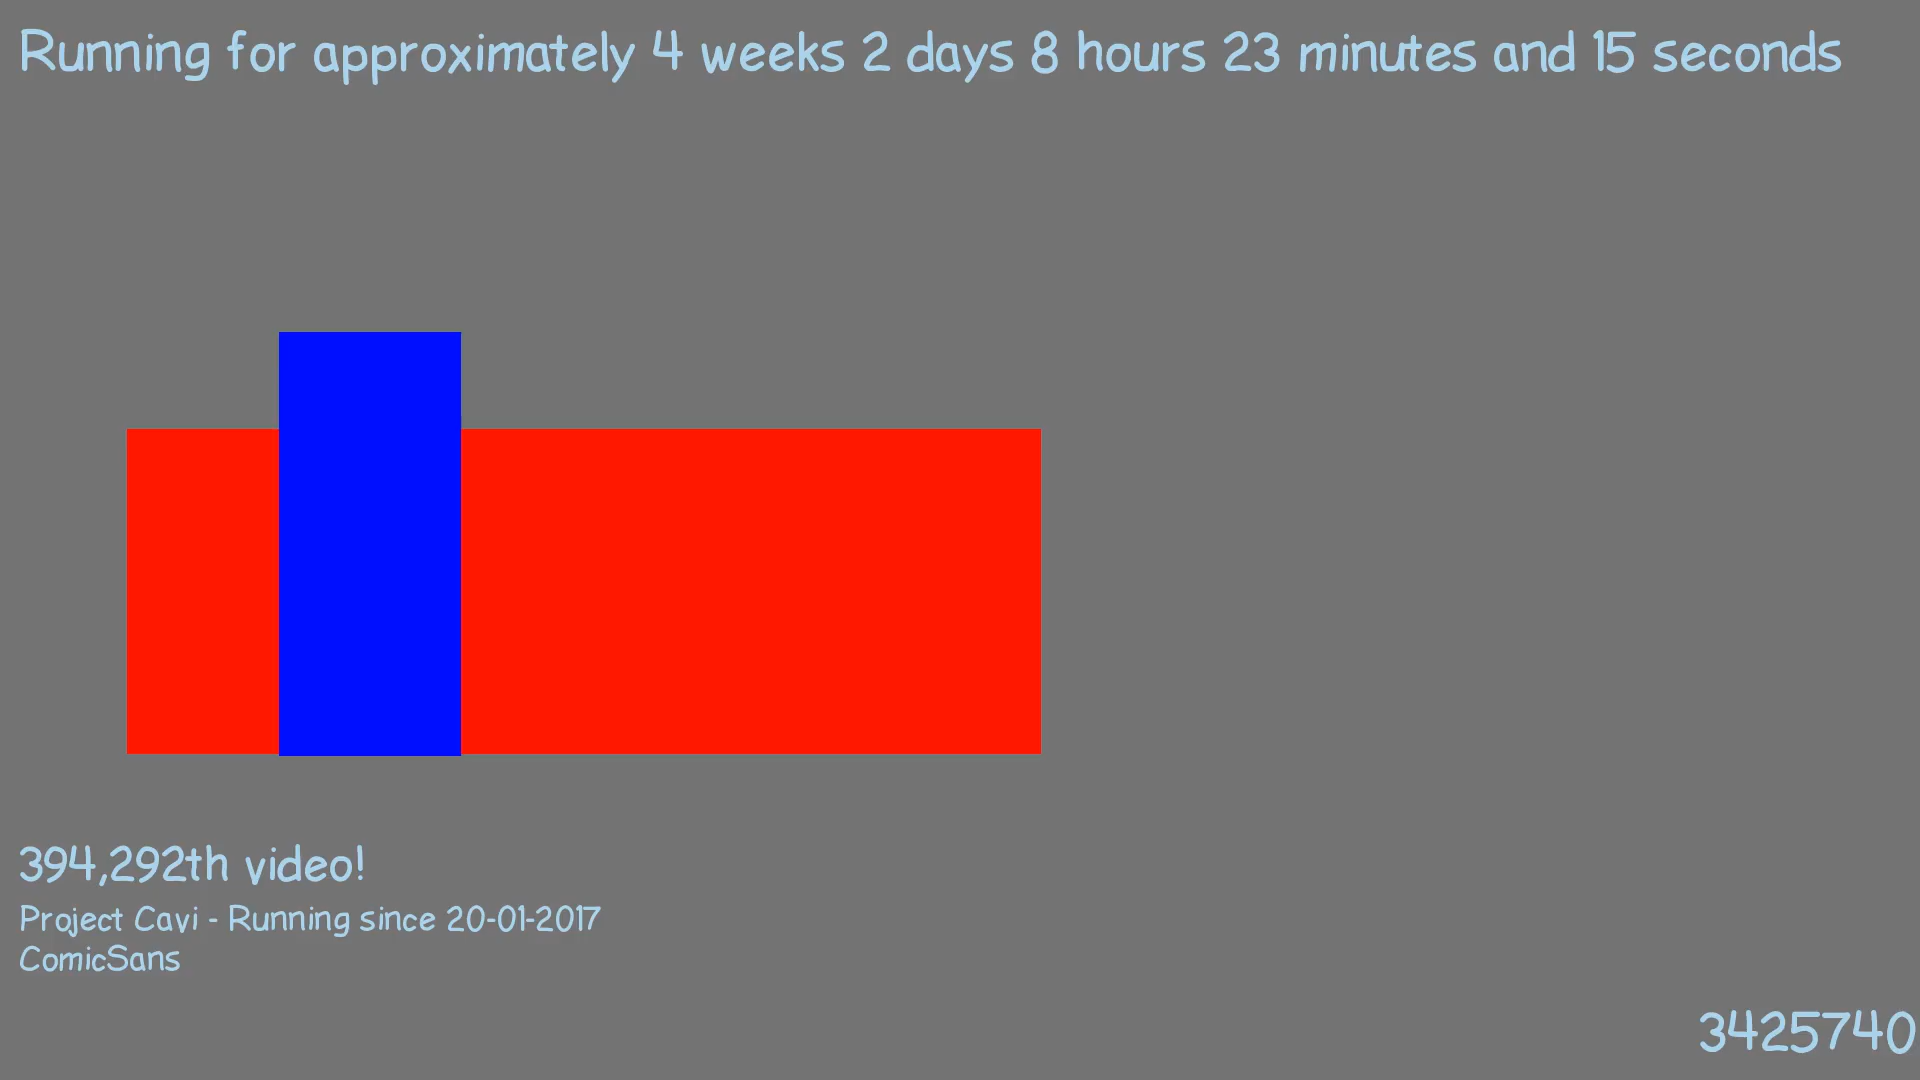 Running for approximately 4 weeks 2 days 8 hours 23 minutes and 15 seconds
394,292th video!
Project Cavi - Running since 20-01-2017
ComicSans
3425740